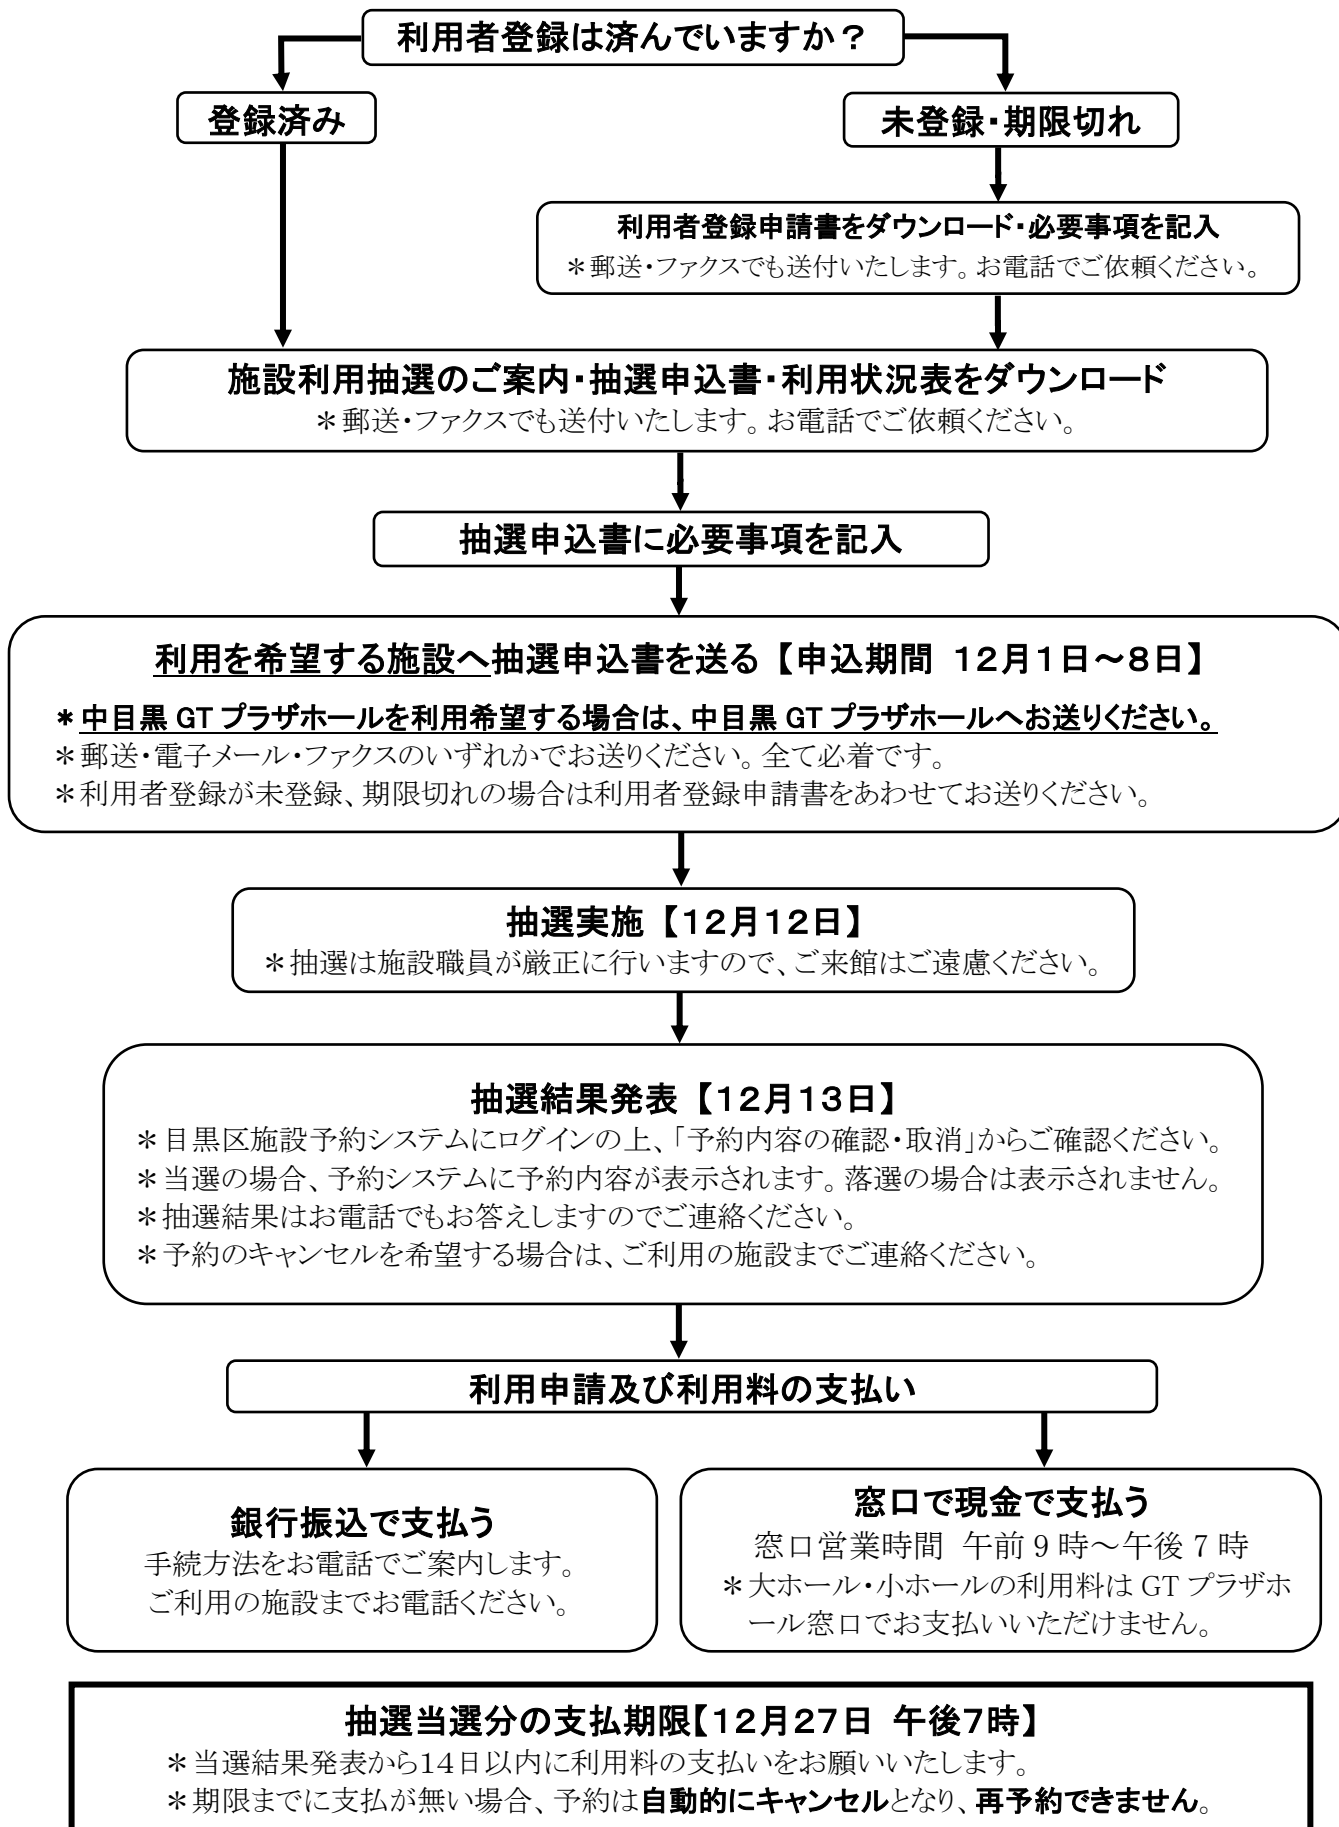 利用者登録は済んでいますか？
登録済み
未登録・期限切れ
利用者登録申請書をダウンロード・必要事項を記入
＊郵送・ファクスでも送付いたします。お電話でご依頼ください。
施設利用抽選のご案内・抽選申込書・利用状況表をダウンロード
＊郵送・ファクスでも送付いたします。お電話でご依頼ください。
抽選申込書に必要事項を記入
利用を希望する施設へ抽選申込書を送る【申込期間 12月1日～8日】
＊中目黒 GT プラザホールを利用希望する場合は、中目黒 GT プラザホールへお送りください。
＊郵送・電子メール・ファクスのいずれかでお送りください。全て必着です。
＊利用者登録が未登録、期限切れの場合は利用者登録申請書をあわせてお送りください。
抽選実施【12月12日】
＊抽選は施設職員が厳正に行いますので、ご来館はご遠慮ください。
抽選結果発表【12月13日】
＊目黒区施設予約システムにログインの上、「予約内容の確認・取消」からご確認ください。
＊当選の場合、予約システムに予約内容が表示されます。落選の場合は表示されません。
＊抽選結果はお電話でもお答えしますのでご連絡ください。
＊予約のキャンセルを希望する場合は、ご利用の施設までご連絡ください。
利用申請及び利用料の支払い
銀行振込で支払う
手続方法をお電話でご案内します。
ご利用の施設までお電話ください。
窓口で現金で支払う
窓口営業時間 午前 9 時～午後 7 時
＊大ホール・小ホールの利用料は GT プラザホ
ール窓口でお支払いいただけません。
抽選当選分の支払期限【12月27日 午後7時】
＊当選結果発表から14日以内に利用料の支払いをお願いいたします。
＊期限までに支払が無い場合、予約は自動的にキャンセルとなり、再予約できません。